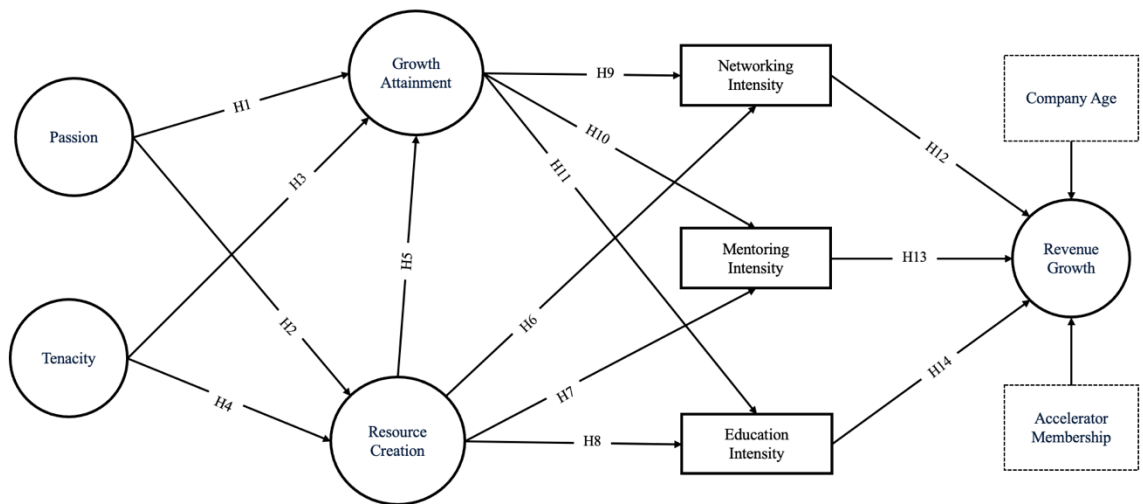 Growth
Attainment
H9
Networking
Intensity
Company Age
H1
Passion
H10
H12
H11
H3
H5
Mentoring
Intensity
H13
Revenue
Growth
H2
H6
Tenacity
H4
H7
H14
Resource
Creation
H8
Education
Intensity
Accelerator
Membership